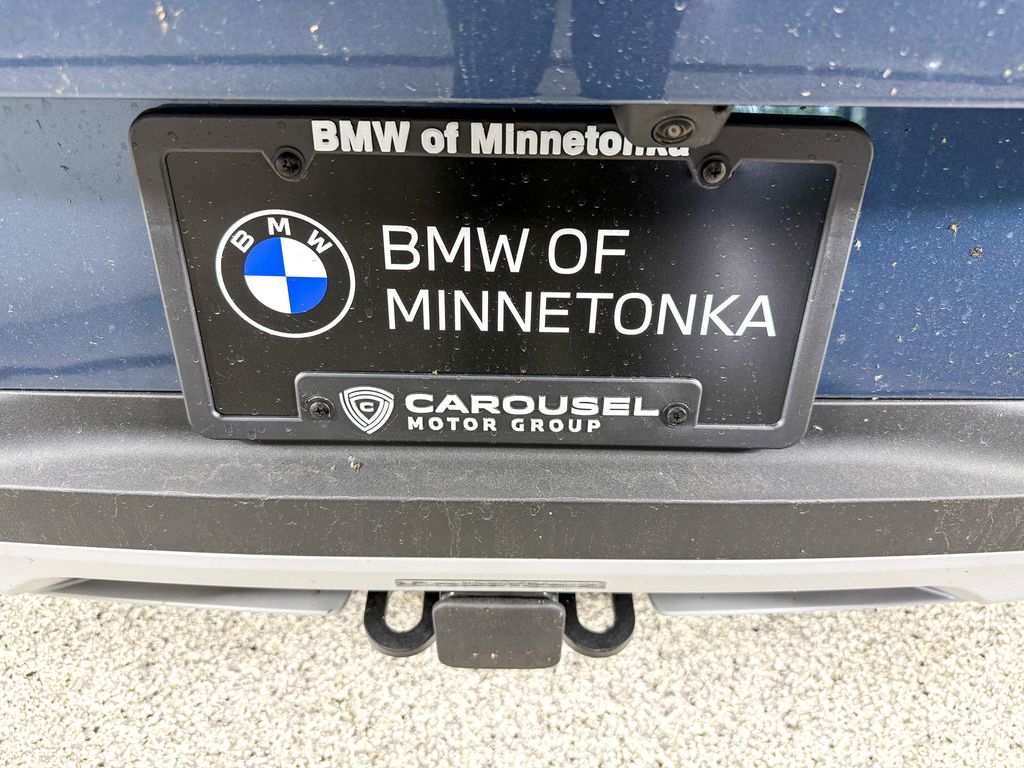 BMW of Minnetonka
BMW
BMW OF
MINNETONKA
C
CAROUSEL
MOTOR GROUP